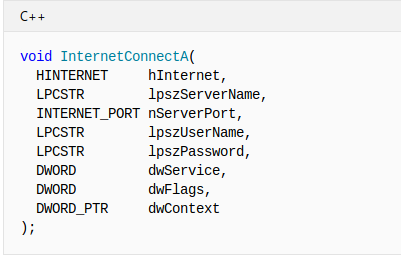 C++
void InternetConnectA(
  HINTERNET     hInternet,
  LPCSTR        lpszServerName,
  INTERNET_PORT nServerPort,
  LPCSTR        lpszUserName,
  LPCSTR        lpszPassword,
  DWORD         dwService,
  DWORD         dwFlags,
  DWORD_PTR     dwContext
);